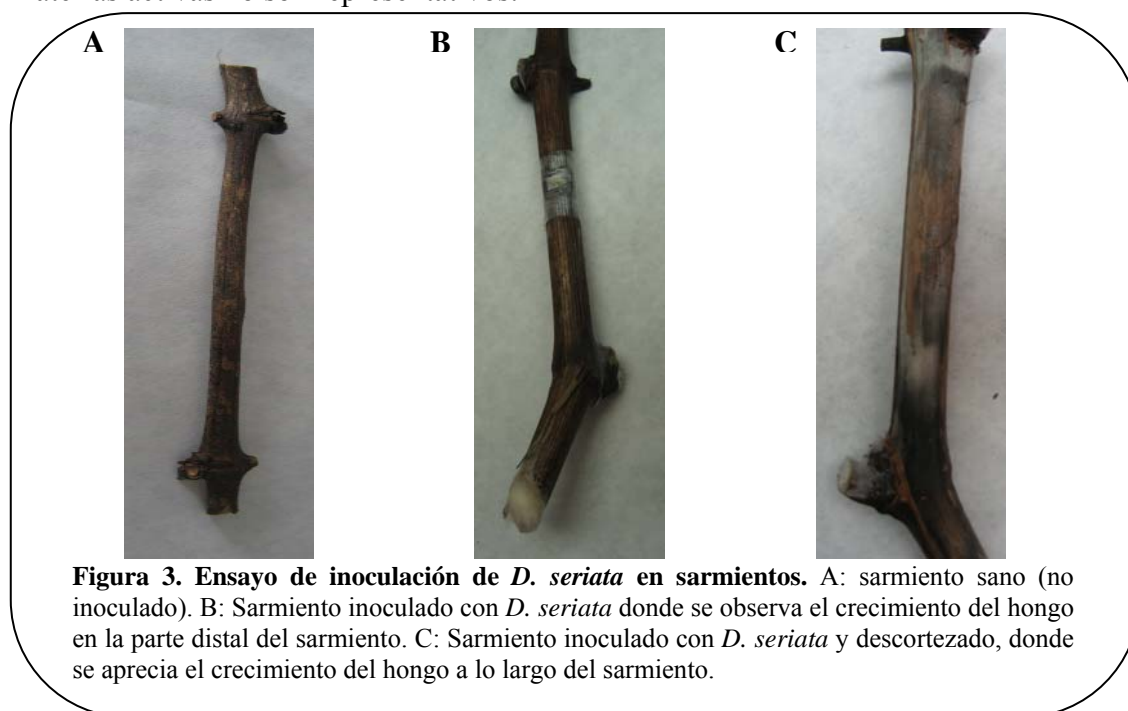 A B C
Figura 3. Ensayo de inoculación de D. seriata en sarmientos. A: sarmiento sano (no
inoculado). B: Sarmiento inoculado con D. seriata donde se observa el crecimiento del hongo
en la parte distal del sarmiento. C: Sarmiento inoculado con D. seriata y descortezado, donde
se aprecia el crecimiento del hongo a lo largo del sarmiento.